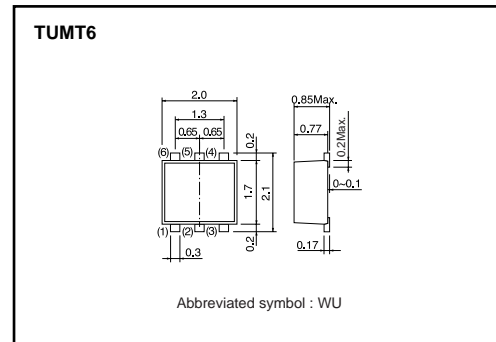 TUMT6
2.0
1.3
0.65 0.65
(6) (5) (4)
0.2
1.7
2.1
0.2
(1) (2) (3)
0.3
0.85Max.
0.77
0.2Max.
0~0.1
0.17
Abbreviated symbol : WU